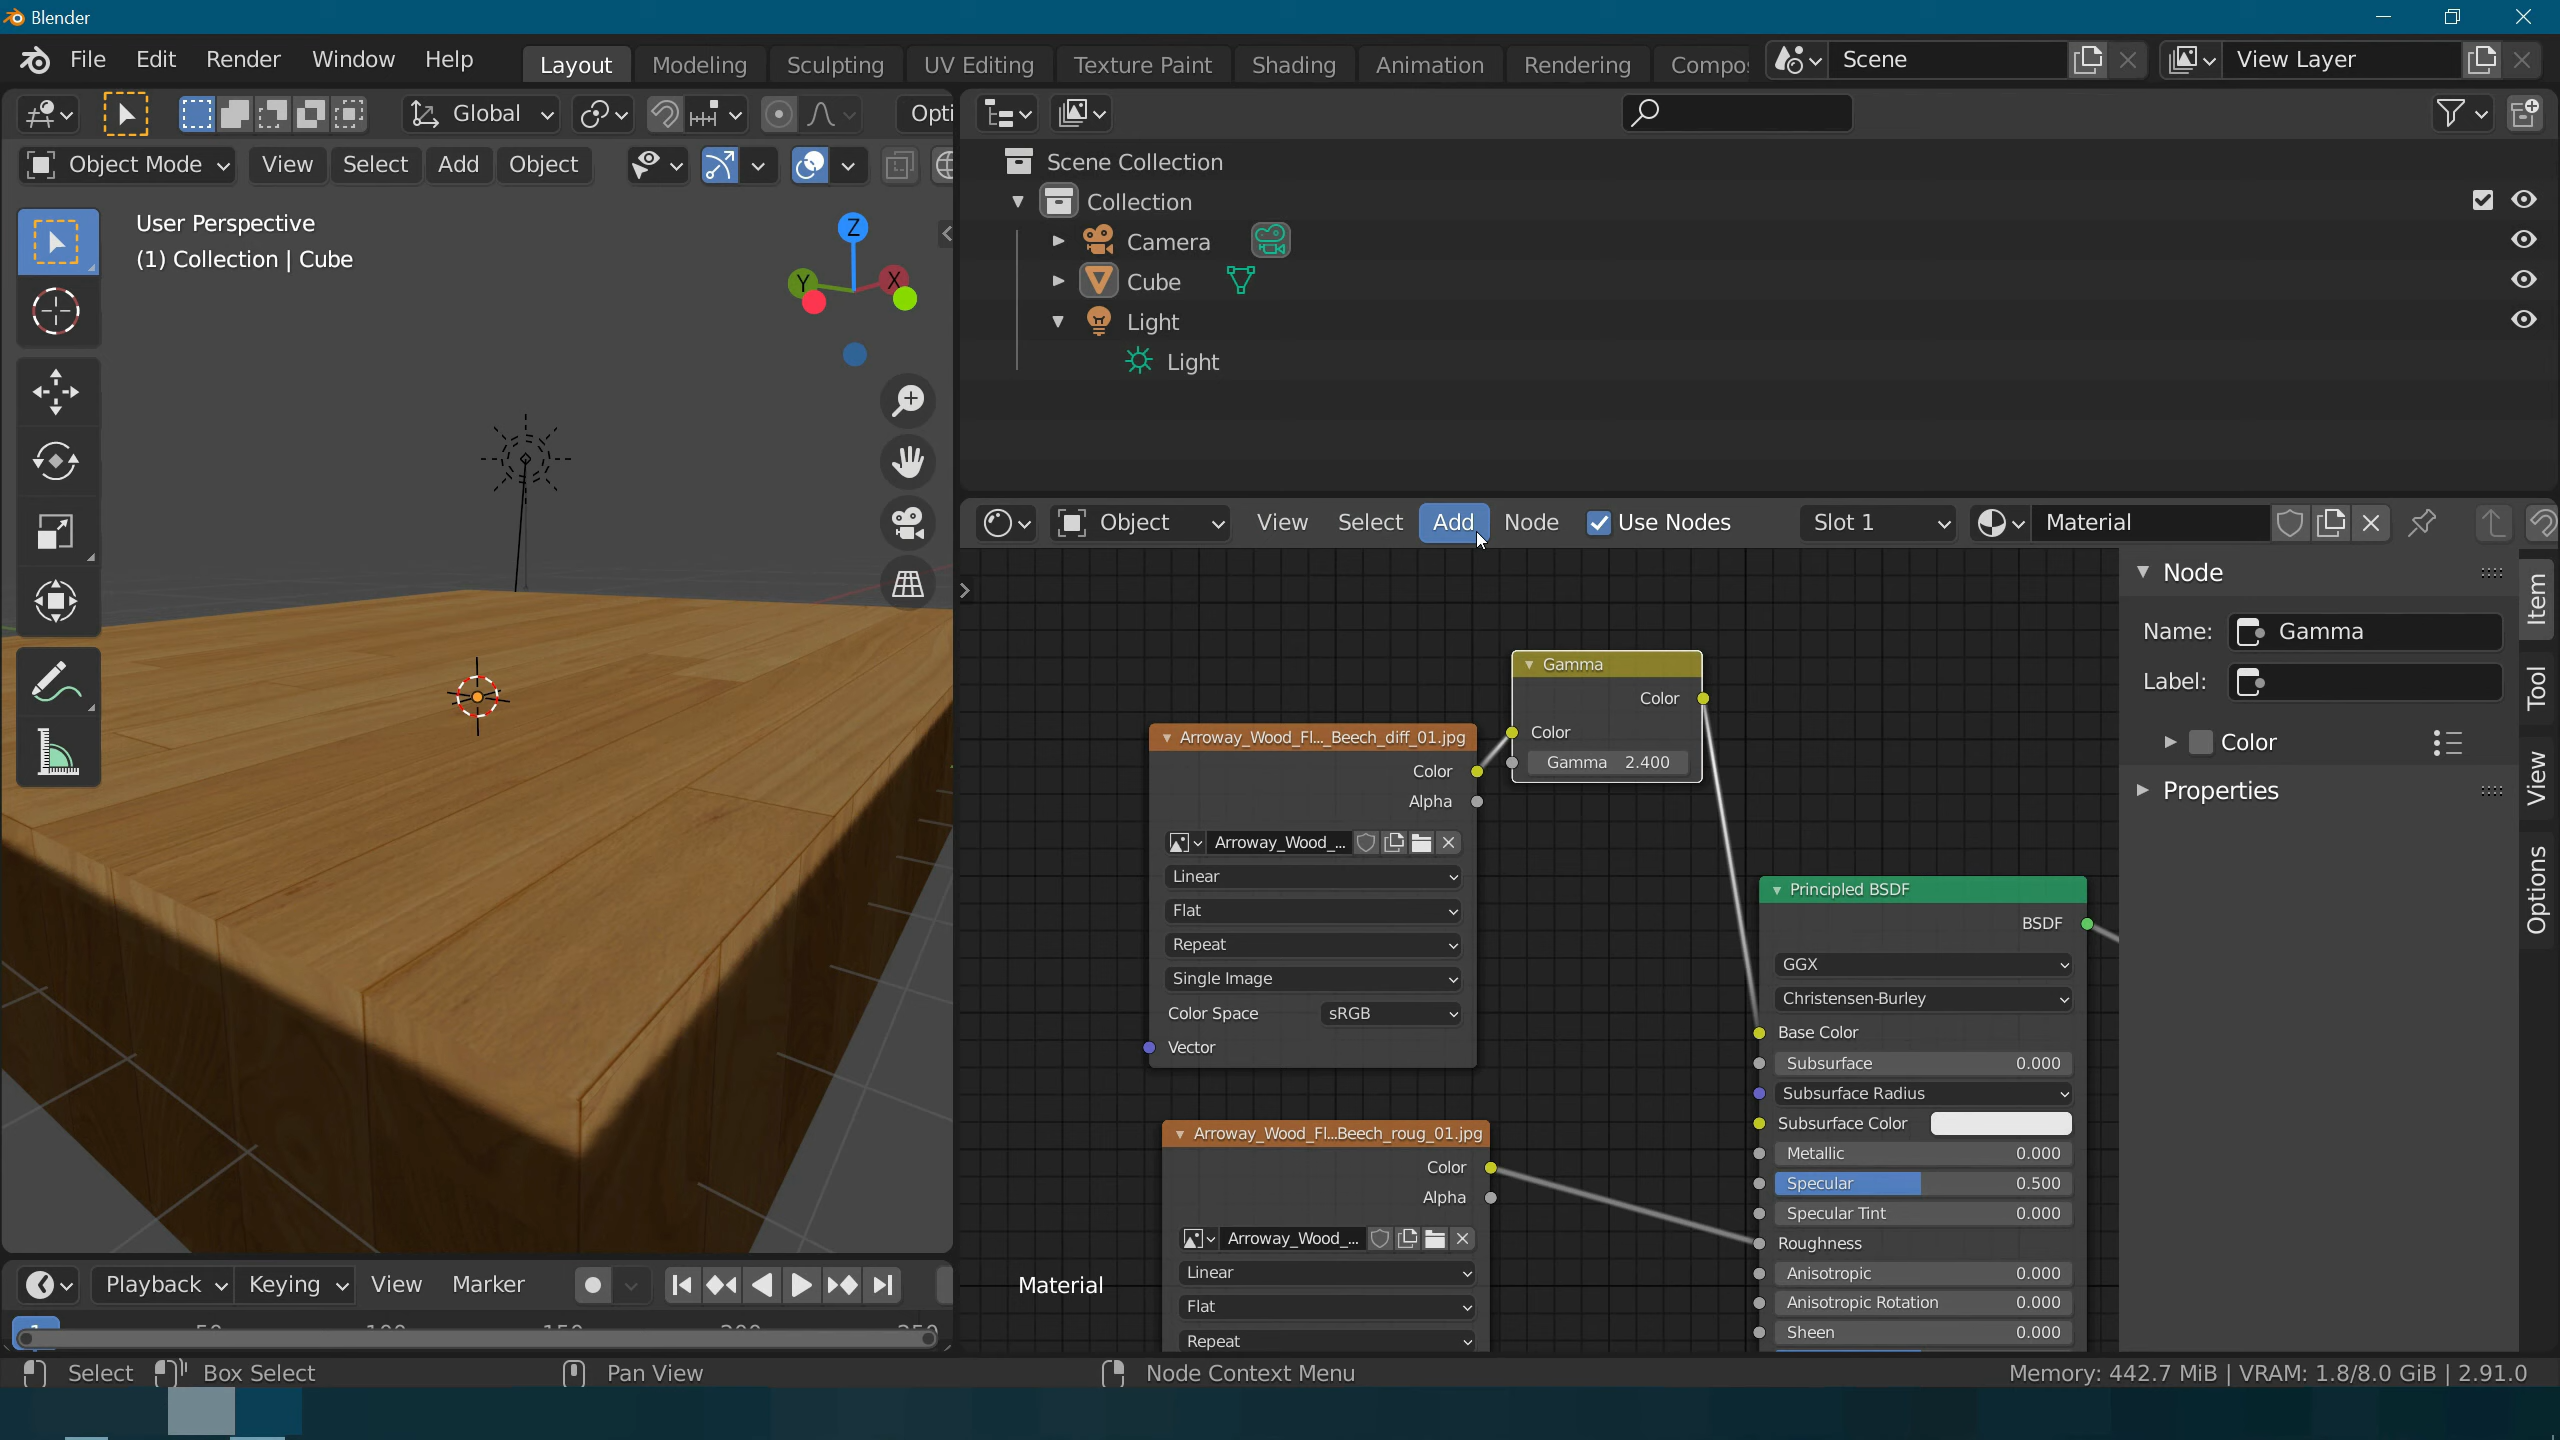 Blender
File Edit Render Window Help
Layout Modeling Sculpting UV Editing Texture Paint Shading Animation Rendering Compos
Scene
View Layer
Global
Opti
Object Mode View Select Add Object
User Perspective
(1) Collection | Cube
Z
Y
X
Scene Collection
Collection
Camera
Cube
Light
Light
Object View Select Add Node Use Nodes Slot 1 Material
Gamma
Color
Color
Gamma 2.400
Arroway_Wood_Fl..._Beech_diff_01.jpg
Color
Alpha
Arroway_Wood_...
Linear
Flat
Repeat
Single Image
Color Space sRGB
Vector
Arroway_Wood_Fl...Beech_roug_01.jpg
Color
Alpha
Arroway_Wood_...
Linear
Flat
Repeat
Material
Principled BSDF
BSDF
GGX
Christensen-Burley
Base Color
Subsurface 0.000
Subsurface Radius
Subsurface Color
Metallic 0.000
Specular 0.500
Specular Tint 0.000
Roughness
Anisotropic 0.000
Anisotropic Rotation 0.000
Sheen 0.000
Node
Name: Gamma
Label:
Color
Properties
Item
Tool
View
Options
Playback Keying View Marker
1 50 100 150 200 250
Select Box Select Pan View Node Context Menu Memory: 442.7 MiB | VRAM: 1.8/8.0 GiB | 2.91.0